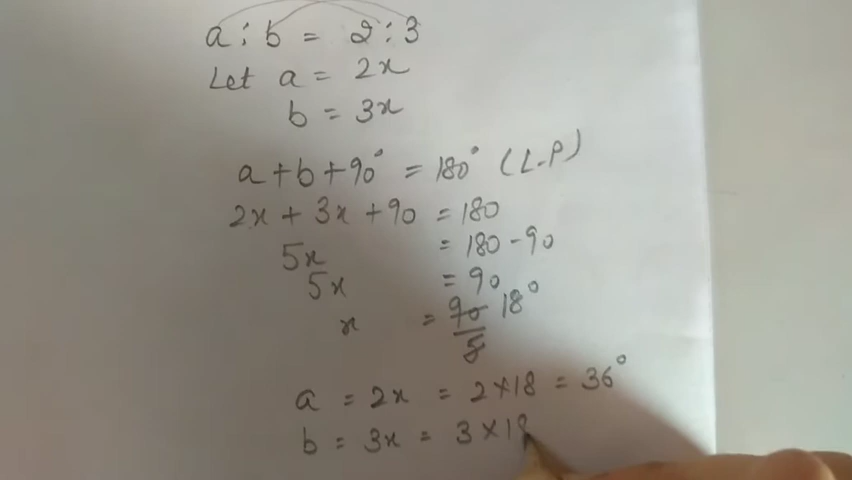 a : b = 2 : 3
Let a = 2x
b = 3x
a + b + 90° = 180° (L.P)
2x + 3x + 90 = 180
5x = 180 - 90
5x = 90
x = 90/5 18°
a = 2x = 2 × 18 = 36°
b = 3x = 3 × 18